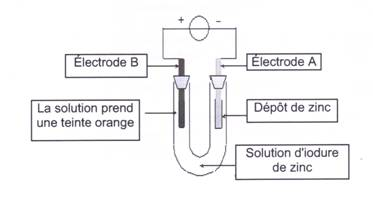 + −
Électrode B
Électrode A
La solution prend
une teinte orange
Dépôt de zinc
Solution d'iodure
de zinc